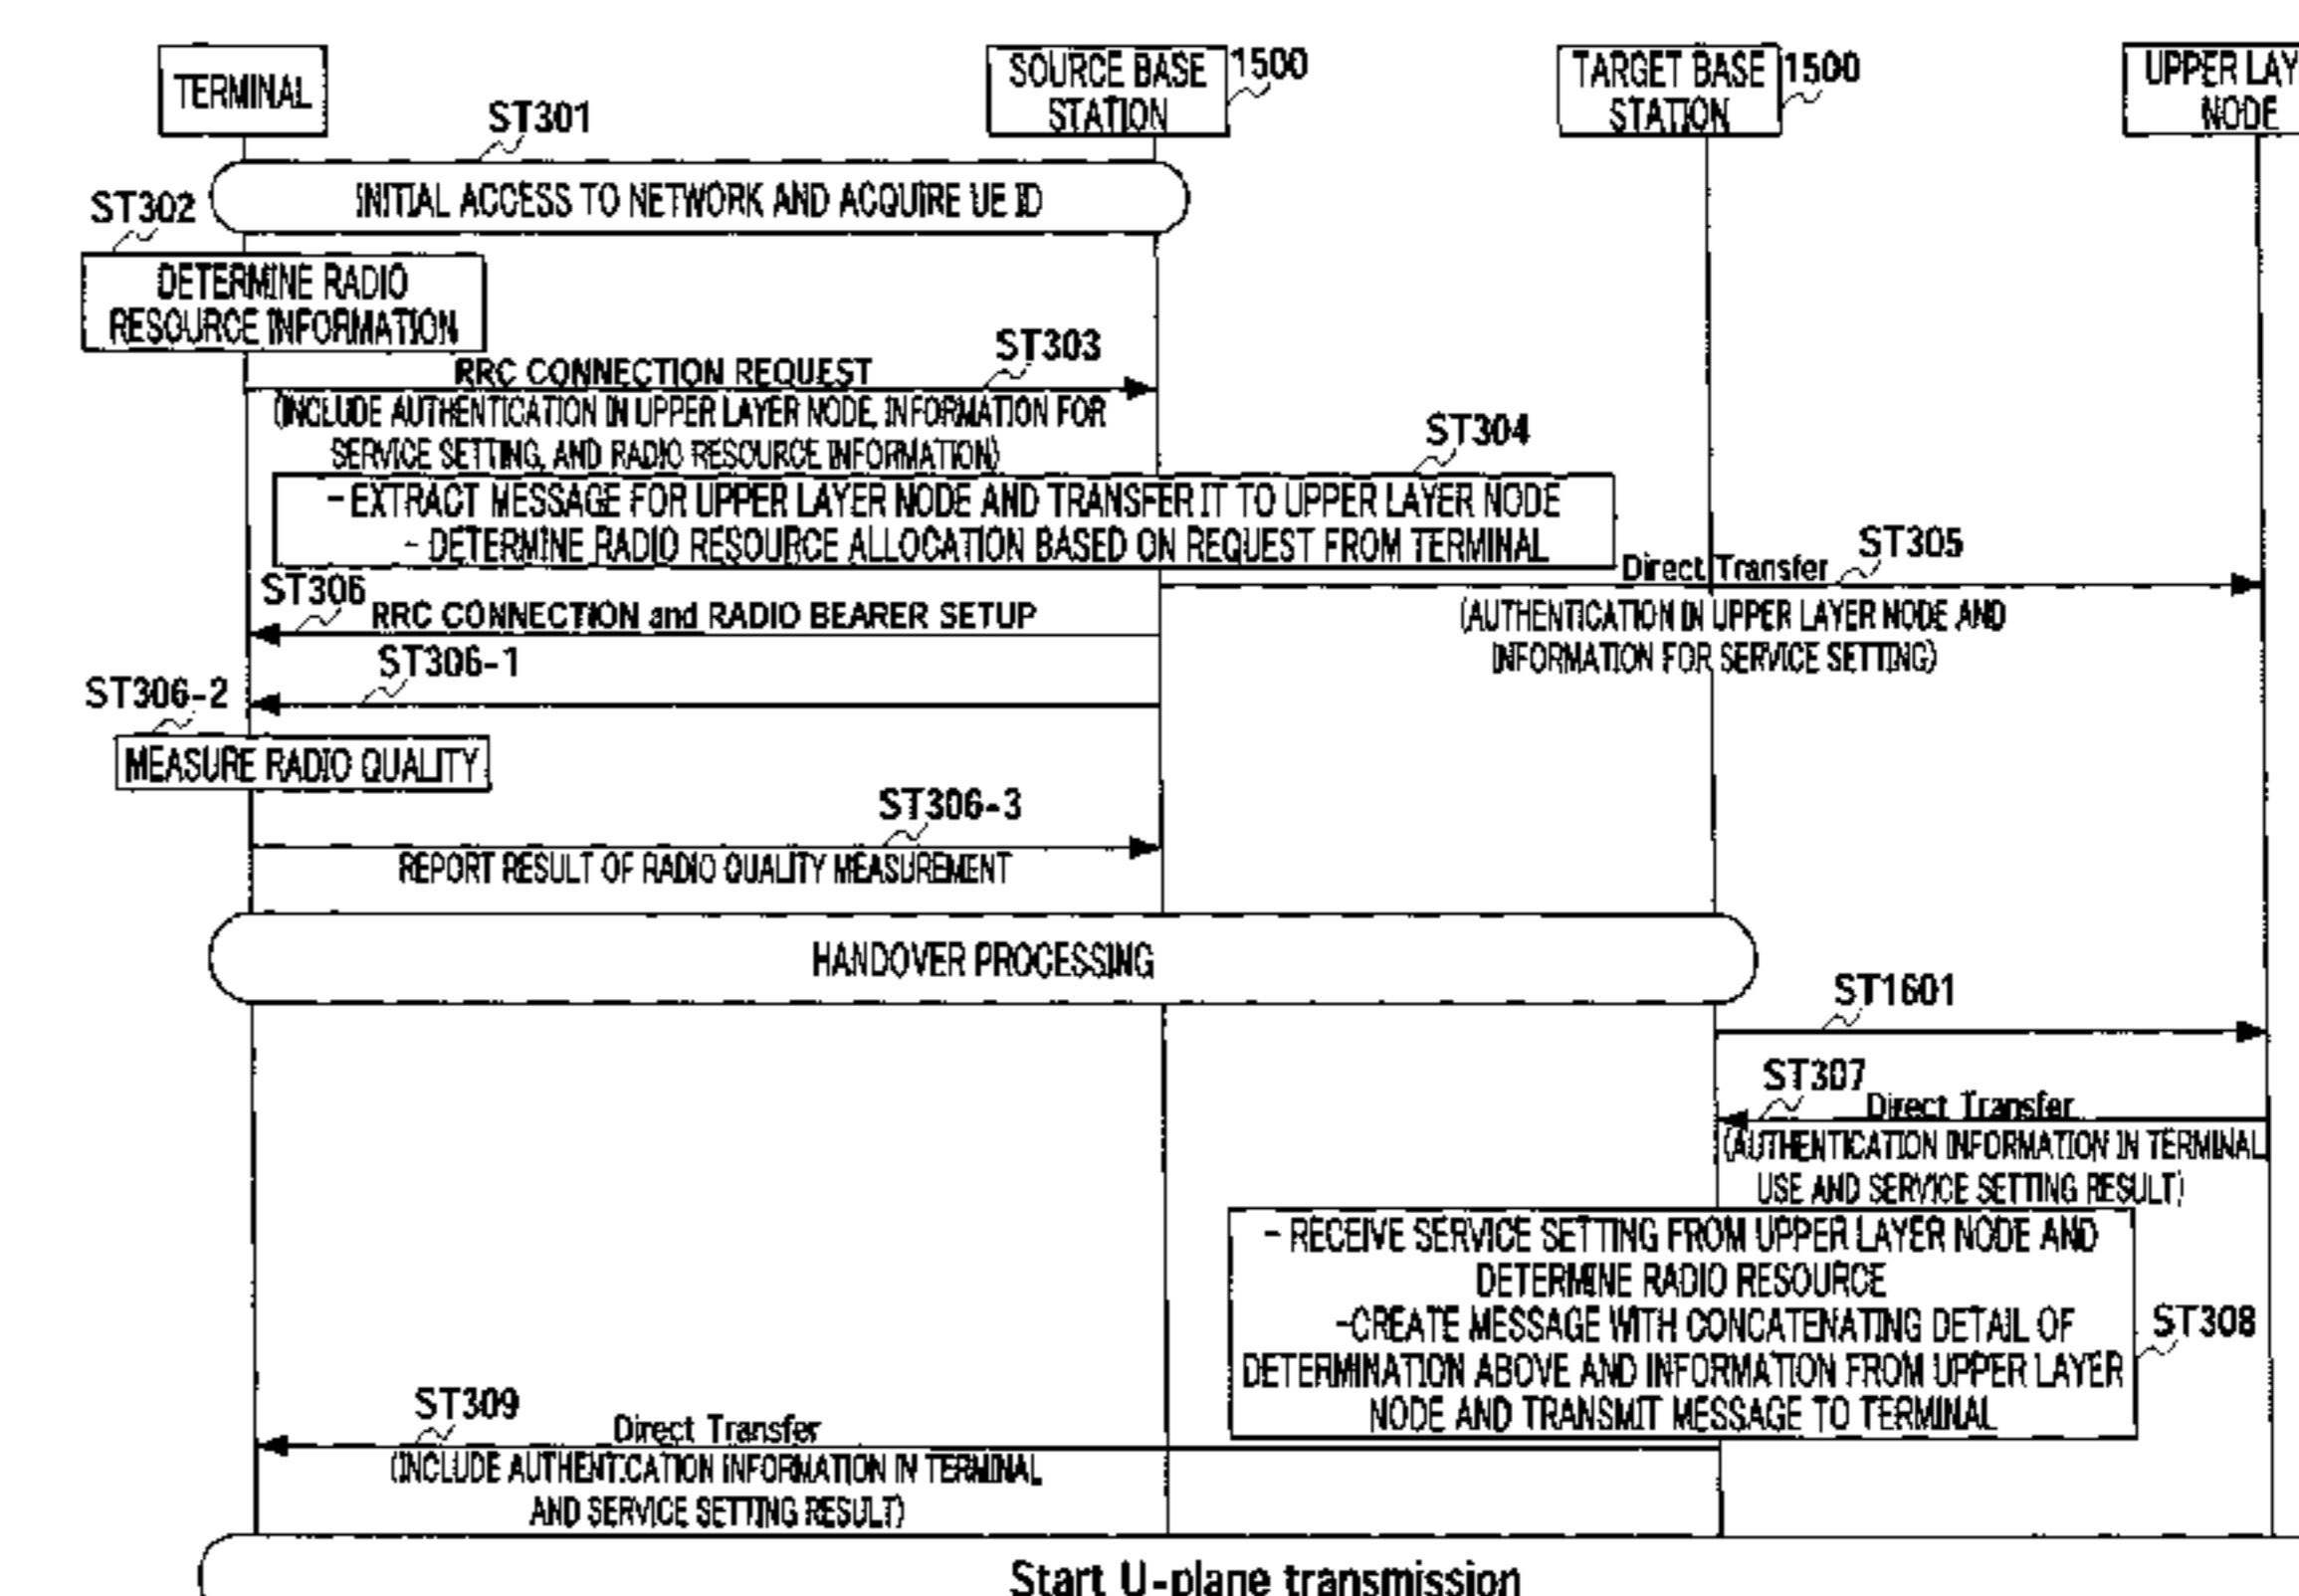 TERMINAL
SOURCE BASE
STATION
1500
TARGET BASE
STATION
1500
UPPER LAY
NODE
ST301
INITIAL ACCESS TO NETWORK AND ACQUIRE UE ID
ST302
DETERMINE RADIO
RESOURCE INFORMATION
ST303
RRC CONNECTION REQUEST
(INCLUDE AUTHENTICATION IN UPPER LAYER NODE, INFORMATION FOR
SERVICE SETTING, AND RADIO RESOURCE INFORMATION)
ST304
- EXTRACT MESSAGE FOR UPPER LAYER NODE AND TRANSFER IT TO UPPER LAYER NODE
- DETERMINE RADIO RESOURCE ALLOCATION BASED ON REQUEST FROM TERMINAL
ST305
Direct Transfer
(AUTHENTICATION IN UPPER LAYER NODE AND
INFORMATION FOR SERVICE SETTING)
ST306
RRC CONNECTION and RADIO BEARER SETUP
ST306-1
ST306-2
MEASURE RADIO QUALITY
ST306-3
REPORT RESULT OF RADIO QUALITY MEASUREMENT
HANDOVER PROCESSING
ST1601
ST307
Direct Transfer
(AUTHENTICATION INFORMATION IN TERMINAL
USE AND SERVICE SETTING RESULT)
- RECEIVE SERVICE SETTING FROM UPPER LAYER NODE AND
DETERMINE RADIO RESOURCE
-CREATE MESSAGE WITH CONCATENATING DETAIL OF
DETERMINATION ABOVE AND INFORMATION FROM UPPER LAYER
NODE AND TRANSMIT MESSAGE TO TERMINAL
ST308
ST309
Direct Transfer
(INCLUDE AUTHENTICATION INFORMATION IN TERMINAL
AND SERVICE SETTING RESULT)
Start U-plane transmission